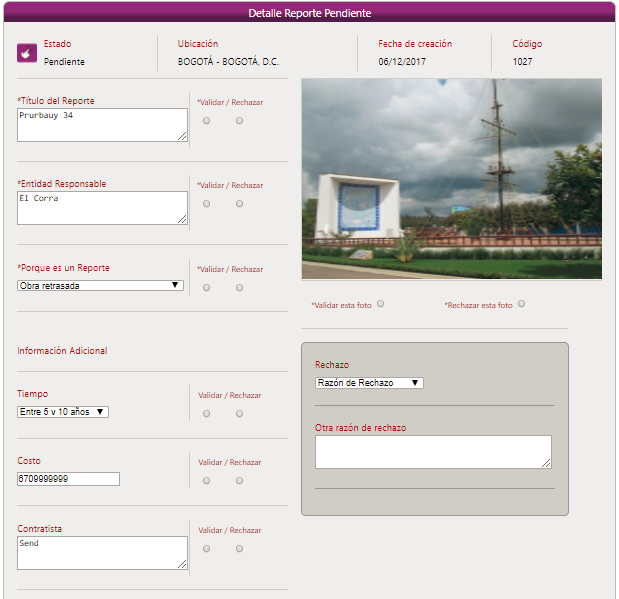 Detalle Reporte Pendiente
Estado
Pendiente
Ubicación
BOGOTÁ - BOGOTÁ, D.C.
Fecha de creación
06/12/2017
Código
1027
*Título del Reporte
*Validar / Rechazar
Prurbauy 34
*Entidad Responsable
*Validar / Rechazar
El Corra
*Porque es un Reporte
*Validar / Rechazar
Obra retrasada
*Validar esta foto
*Rechazar esta foto
Información Adicional
Tiempo
Validar / Rechazar
Entre 5 y 10 años
Costo
Validar / Rechazar
6709999999
Contratista
Validar / Rechazar
Send
Rechazo
Razón de Rechazo
Otra razón de rechazo